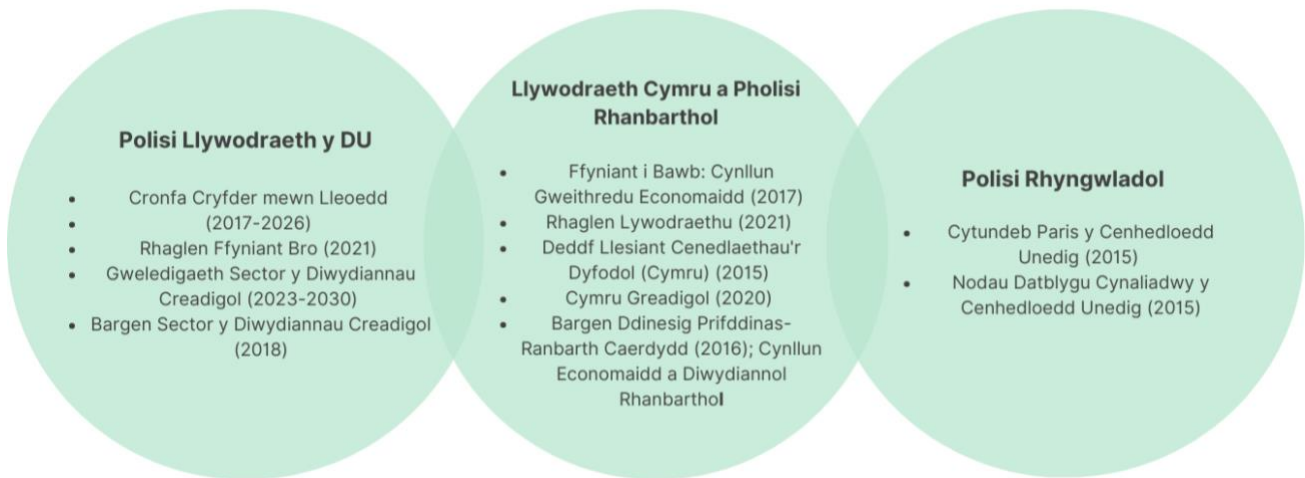 Polisi Llywodraeth y DU
• Cronfa Cryfder mewn Lleoedd
• (2017-2026)
• Rhaglen Ffyniant Bro (2021)
• Gweledigaeth Sector y Diwydiannau
Creadigol (2023-2030)
• Bargen Sector y Diwydiannau Creadigol
(2018)
Llywodraeth Cymru a Pholisi
Rhanbarthol
• Ffyniant i Bawb: Cynllun
Gweithredu Economaidd (2017)
• Rhaglen Lywodraethu (2021)
• Deddf Llesiant Cenedlaethau'r
Dyfodol (Cymru) (2015)
• Cymru Greadigol (2020)
• Bargen Ddinesig Prifddinas-
Ranbarth Caerdydd (2016); Cynllun
Economaidd a Diwydiannol
Rhanbarthol
Polisi Rhyngwladol
• Cytundeb Paris y Cenhedloedd
Unedig (2015)
• Nodau Datblygu Cynaliadwy y
Cenhedloedd Unedig (2015)